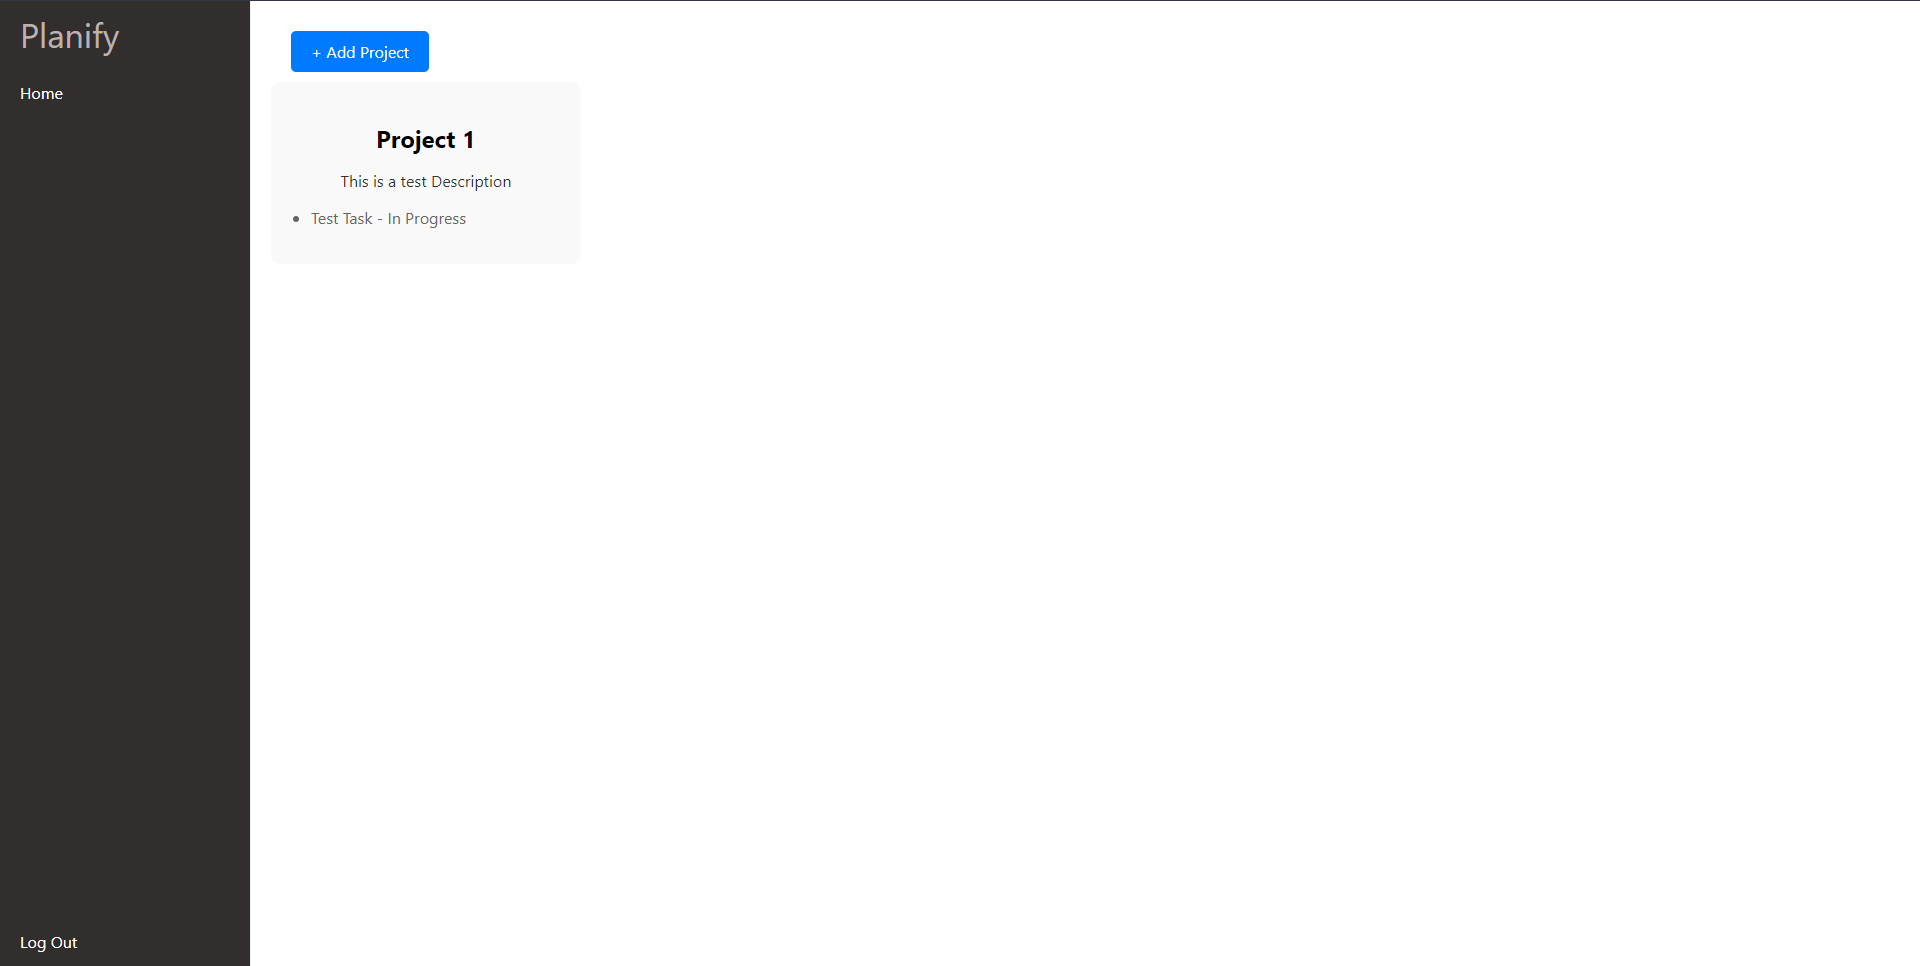 Planify
Home
+ Add Project
Project 1
This is a test Description
• Test Task - In Progress
Log Out